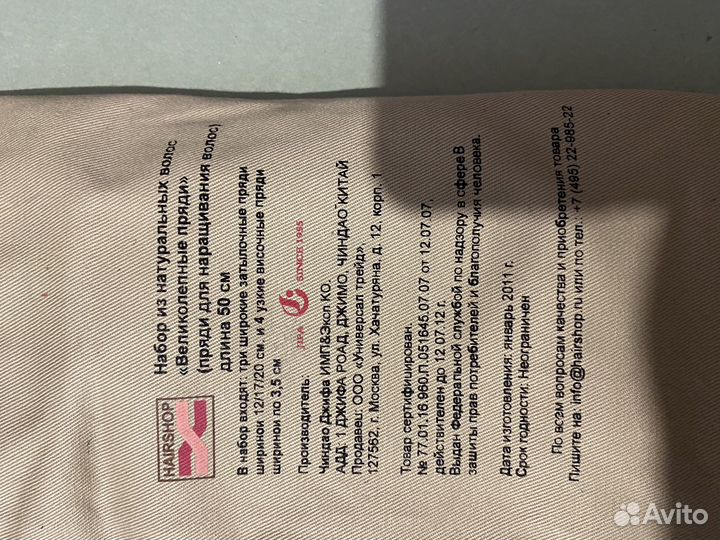 HAIRSHOP
Набор из натуральных волос
«Великолепные пряди»
(пряди для наращивания волос)
длина 50 см
В набор входят: три широкие затылочные пряди
шириной 12/17/20 см. и 4 узкие височные пряди
шириной по 3,5 см
Производитель:
JIFA
SINCE 1985
Чиндао Джифа ИМП&Эксп КО.
АДД. 1 ДЖИФА РОАД, ДЖИМО, ЧИНДАО КИТАЙ
Продавец: ООО «Универсал трейд»,
127562, г. Москва, ул. Хачатуряна, д. 12, корп. 1
Товар сертифицирован.
№ 77.01.16.960.П.051645.07.07 от 12.07.07.
действителен до 12.07.12 г.
Выдан Федеральной службой по надзору в сфере В
защиты прав потребителей и благополучия человека.
Дата изготовления: январь 2011 г.
Срок годности: Неограничен
По всем вопросам качества и приобретения товара
Пишите на: info@hairshop.ru или по тел.: +7 (495) 22-985-22
Avito